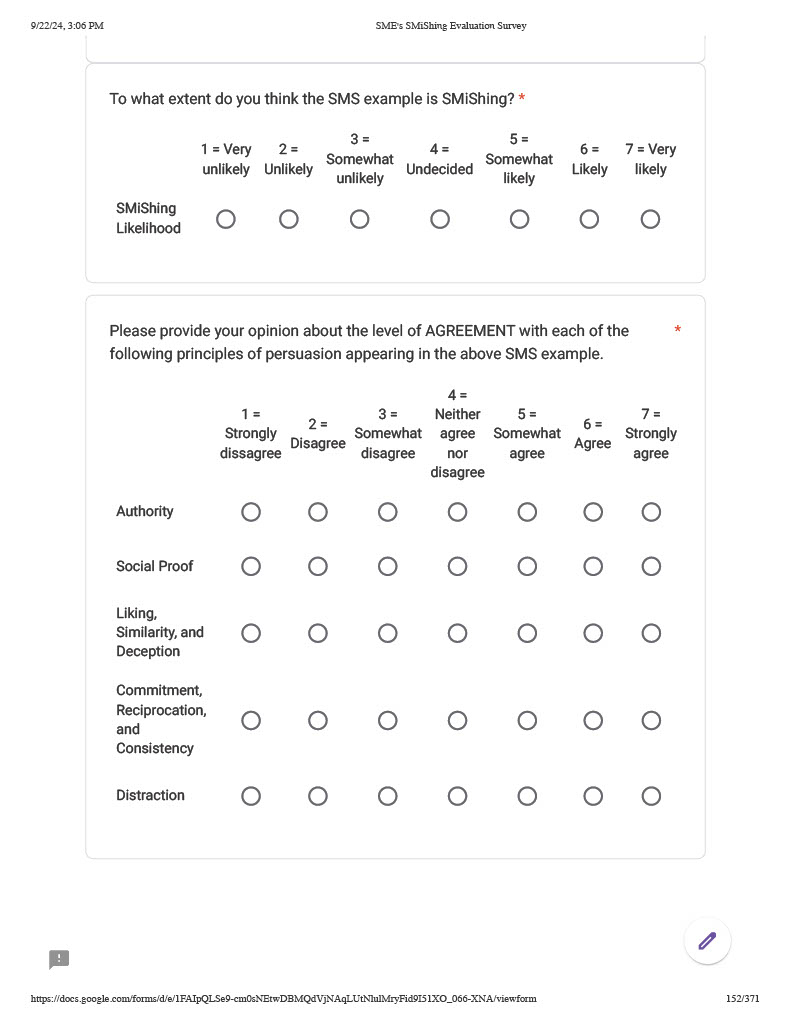 9/22/24, 3:06 PM SME's SMiShing Evaluation Survey
To what extent do you think the SMS example is SMiShing? *
1 = Very unlikely
2 = Unlikely
3 = Somewhat unlikely
4 = Undecided
5 = Somewhat likely
6 = Likely
7 = Very likely
SMiShing
Likelihood
Please provide your opinion about the level of AGREEMENT with each of the *
following principles of persuasion appearing in the above SMS example.
1 = Strongly dissagree
2 = Disagree
3 = Somewhat disagree
4 = Neither agree nor disagree
5 = Somewhat agree
6 = Agree
7 = Strongly agree
Authority
Social Proof
Liking,
Similarity, and
Deception
Commitment,
Reciprocation,
and
Consistency
Distraction
https://docs.google.com/forms/d/e/1FAIpQLSe9-cm0sNEtwDBMQdVjNAqLUtNlulMryFid9I51XO_066-XNA/viewform 152/371